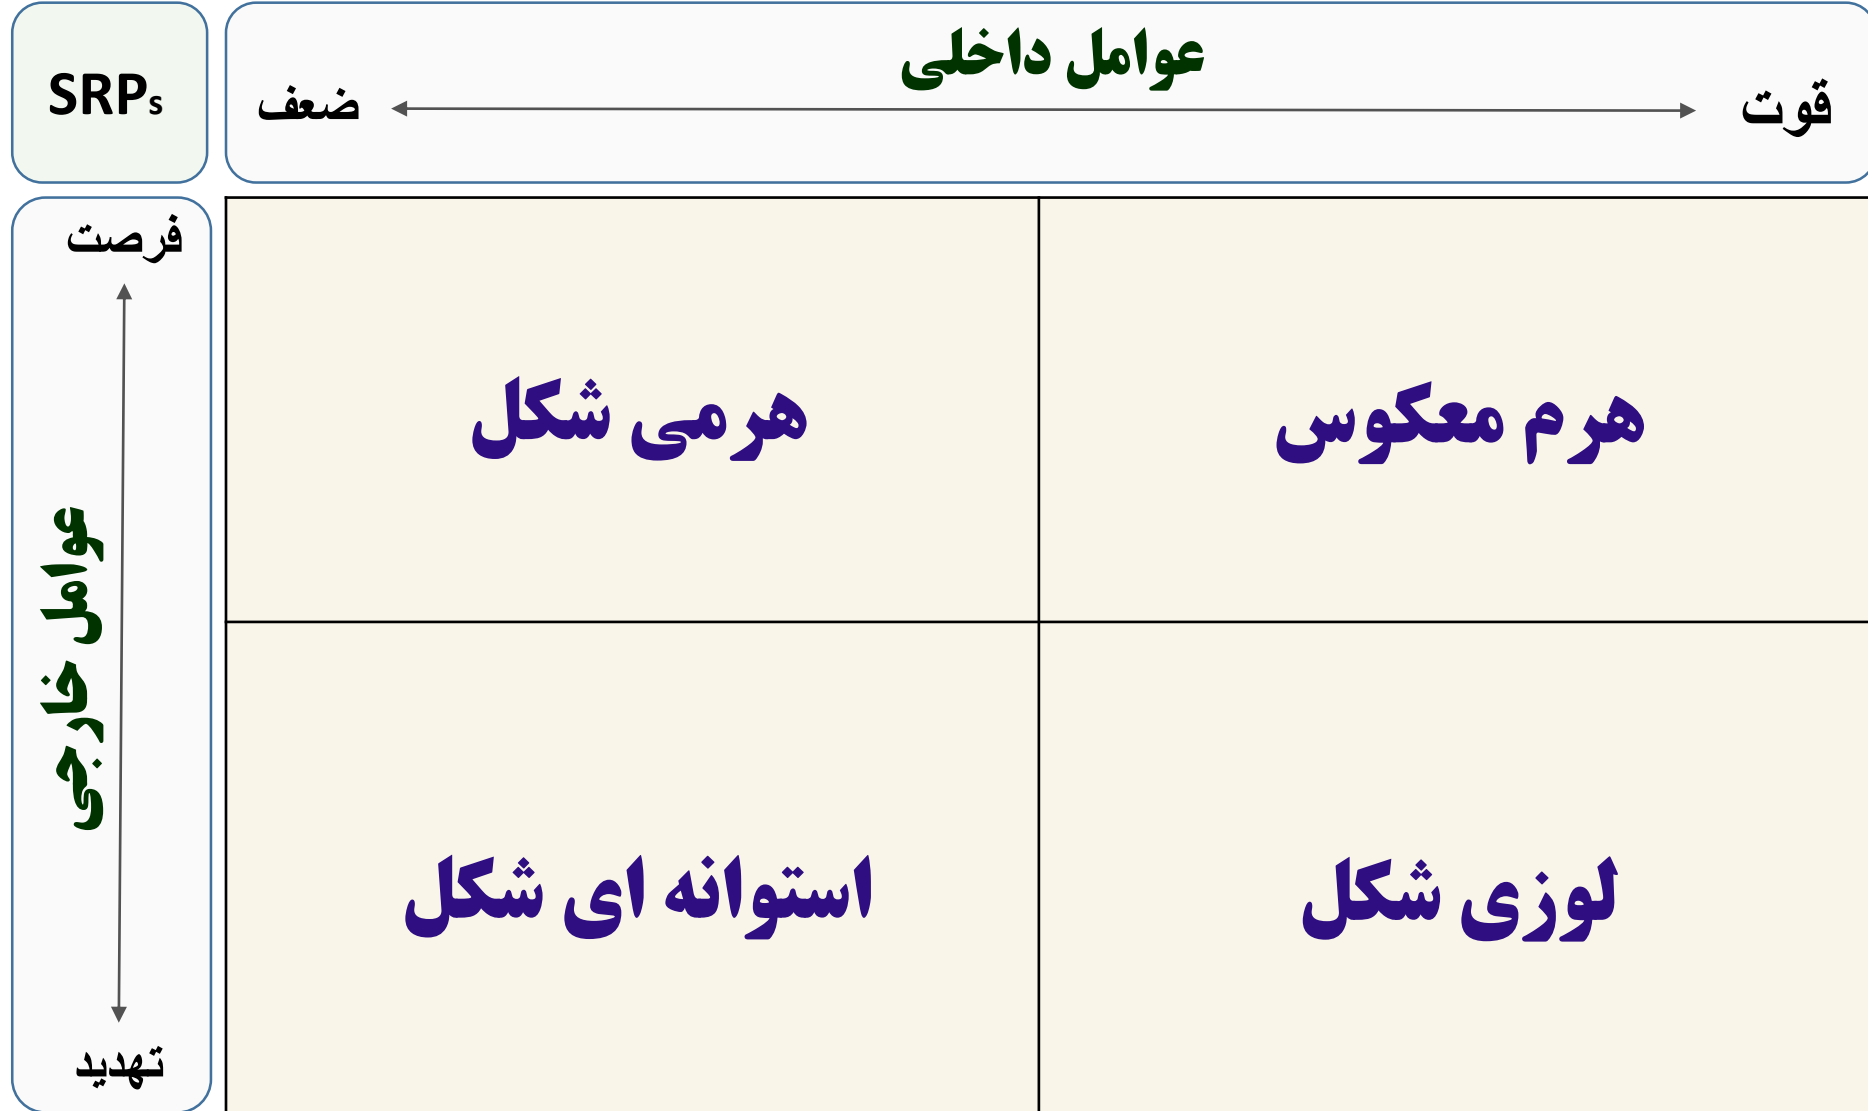 SRPs
عوامل داخلی
قوت
ضعف
فرصت
عوامل خارجی
تهدید
هرم معکوس
هرمی شکل
لوزی شکل
استوانه ای شکل